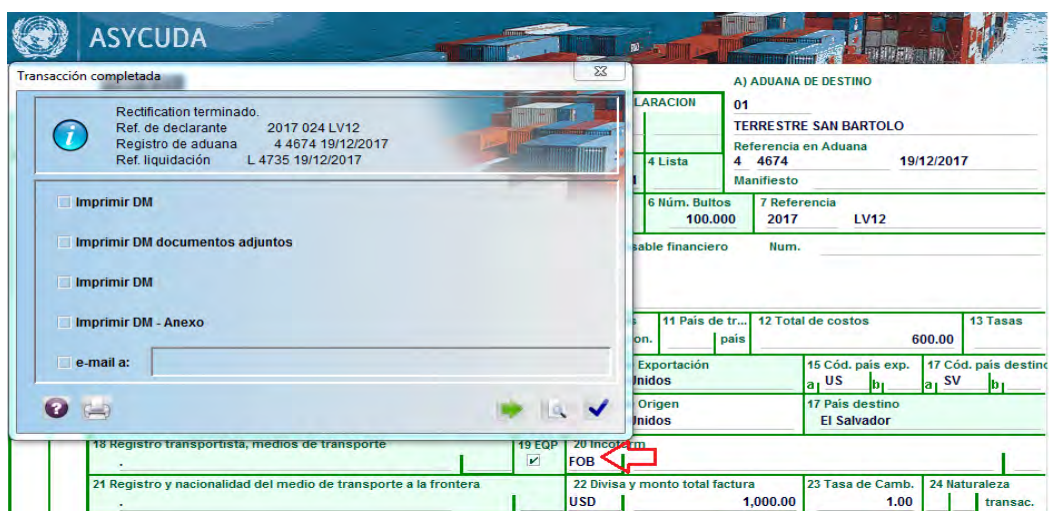 ASYCUDA
Transacción completada
Rectification terminado.
Ref. de declarante 2017 024 LV12
Registro de aduana 4 4674 19/12/2017
Ref. liquidación L 4735 19/12/2017
Imprimir DM
Imprimir DM documentos adjuntos
Imprimir DM
Imprimir DM - Anexo
e-mail a:
A) ADUANA DE DESTINO
01
TERRESTRE SAN BARTOLO
Referencia en Aduana
4 4674 19/12/2017
Manifiesto
4 Lista
6 Núm. Bultos 7 Referencia
100.000 2017 LV12
financiero Num.
11 País de tr... 12 Total de costos 13 Tasas
país 600.00
Exportación 15 Cód. país exp. 17 Cód. país destino
a US b a SV b
Origen 17 País destino
El Salvador
18 Registro transportista, medios de transporte 19 EQP 20 Incoterm
FOB
21 Registro y nacionalidad del medio de transporte a la frontera 22 Divisa y monto total factura 23 Tasa de Camb. 24 Naturaleza
USD 1,000.00 1.00 transac.